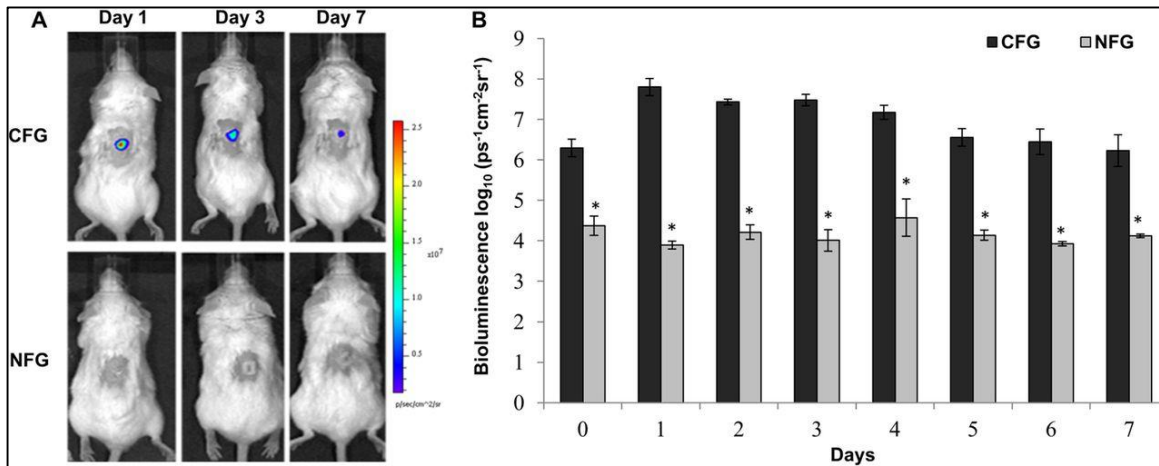 A
Day 1
Day 3
Day 7
CFG
NFG
2.5
2.0
1.5
x10⁷
1.0
0.5
p/sec/cm^2/sr
B
Bioluminescence log₁₀ (ps⁻¹cm⁻²sr⁻¹)
9
8
7
6
5
4
3
2
1
0
CFG
NFG
*
*
*
*
*
*
*
*
0 1 2 3 4 5 6 7
Days